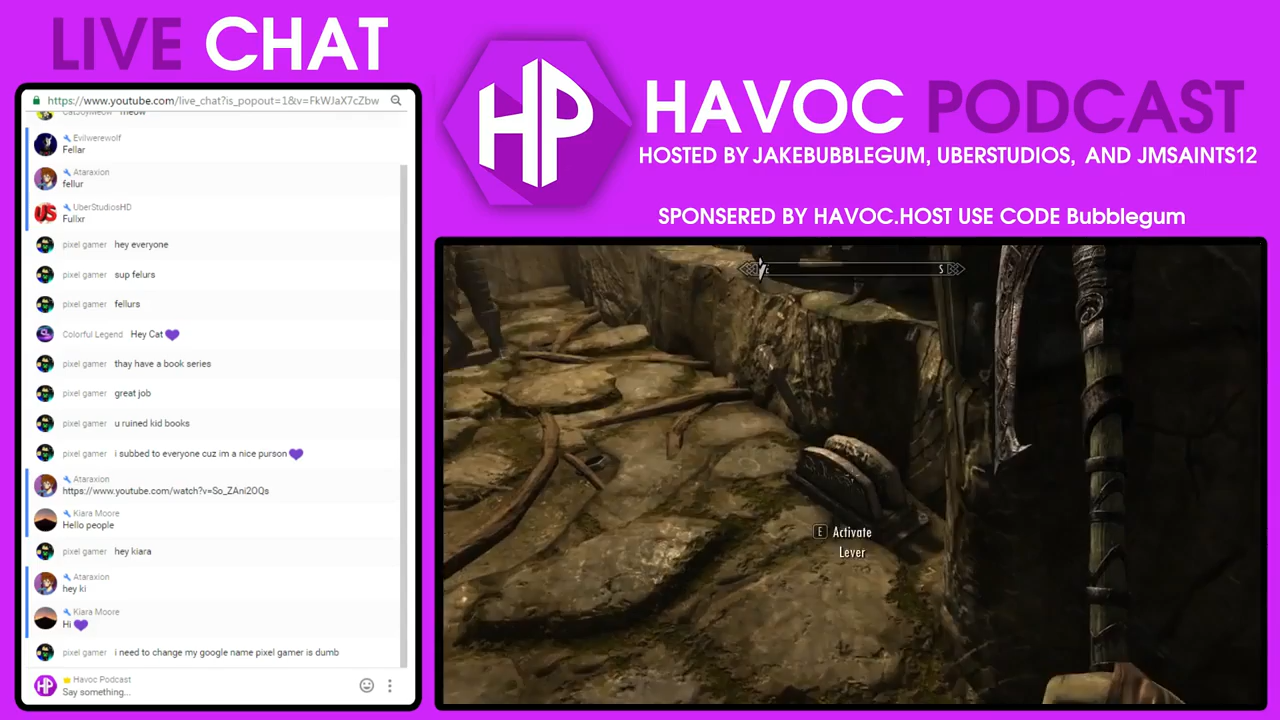 LIVE CHAT
https://www.youtube.com/live_chat?is_popout=1&v=FkWJaX7cZbw
CatJoyMeow meow
Evilwerewolf
Fellar
Ataraxion
fellur
US
UberStudiosHD
Fullxr
pixel gamer hey everyone
pixel gamer sup felurs
pixel gamer fellurs
Colorful Legend Hey Cat 💜
pixel gamer thay have a book series
pixel gamer great job
pixel gamer u ruined kid books
pixel gamer i subbed to everyone cuz im a nice purson 💜
Ataraxion
https://www.youtube.com/watch?v=So_ZAni2OQs
Kiara Moore
Hello people
pixel gamer hey kiara
Ataraxion
hey ki
Kiara Moore
Hi 💜
pixel gamer i need to change my google name pixel gamer is dumb
HP
Havoc Podcast
Say something...
HP
HAVOC PODCAST
HOSTED BY JAKEBUBBLEGUM, UBERSTUDIOS, AND JMSAINTS12
SPONSERED BY HAVOC.HOST USE CODE Bubblegum
S
E Activate
Lever